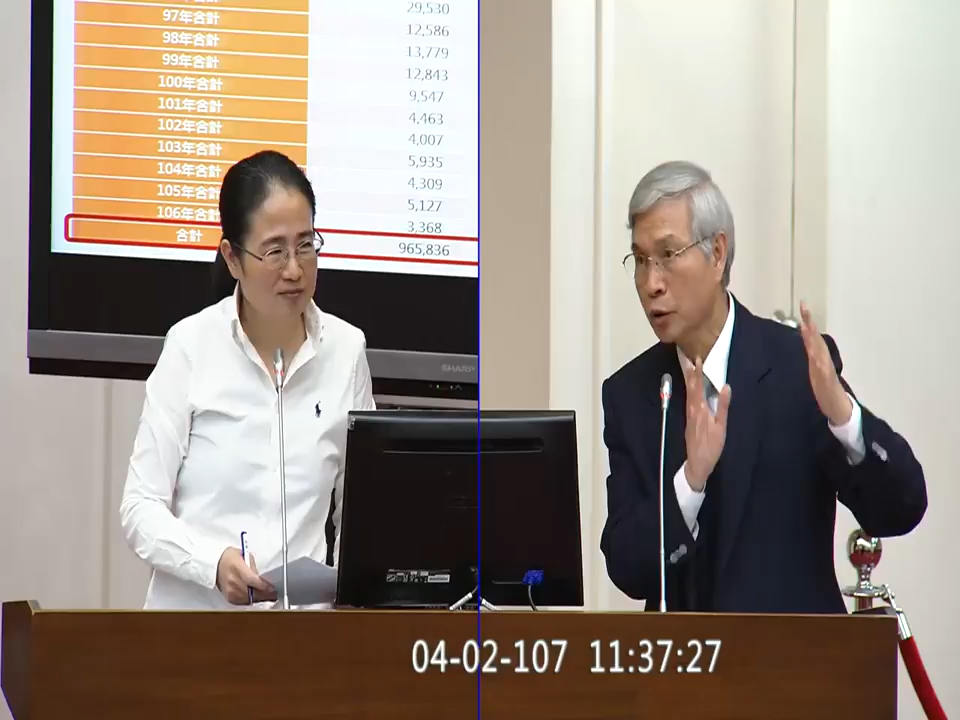 29,530
97年合計 12,586
98年合計 13,779
99年合計 12,843
100年合計 9,547
101年合計 4,463
102年合計 4,007
103年合計 5,935
104年合計 4,309
105年合計 5,127
106年合計 3,368
合計 965,836
SHARP
04-02-107 11:37:27